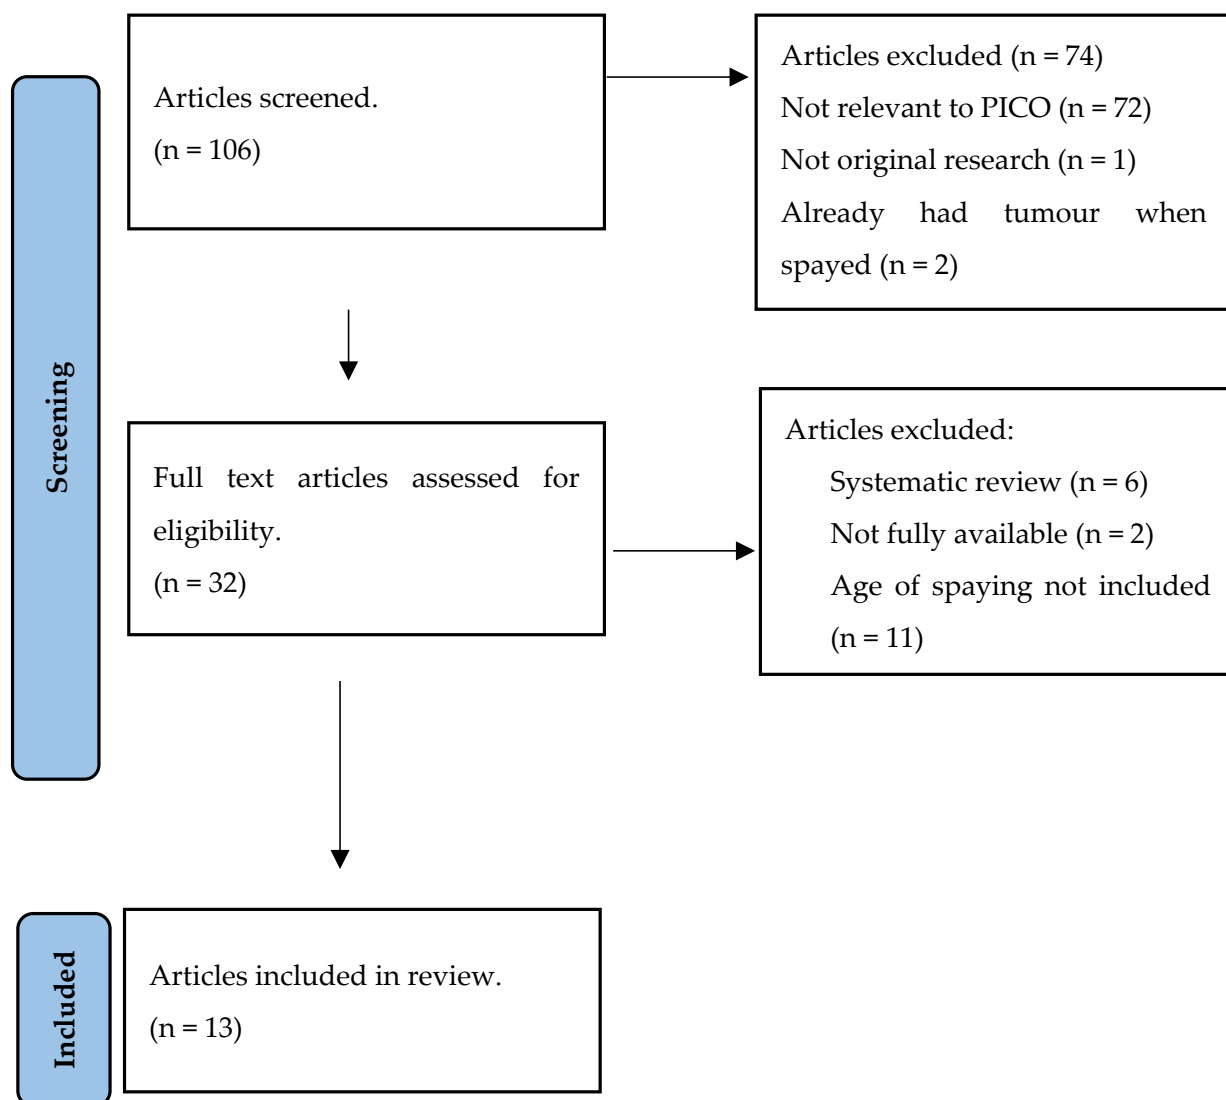 Articles screened.
(n = 106)
Articles excluded (n = 74)
Not relevant to PICO (n = 72)
Not original research (n = 1)
Already had tumour when
spayed (n = 2)
Screening
Full text articles assessed for
eligibility.
(n = 32)
Articles excluded:
Systematic review (n = 6)
Not fully available (n = 2)
Age of spaying not included
(n = 11)
Included
Articles included in review.
(n = 13)